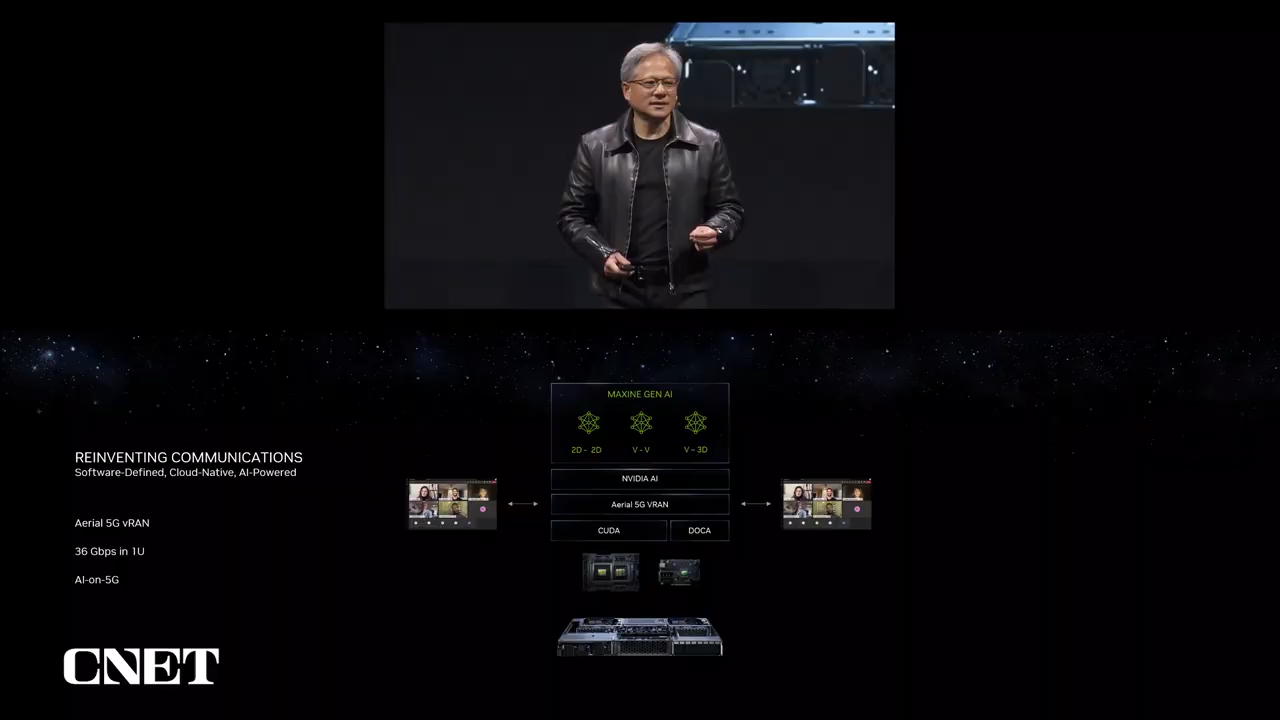 REINVENTING COMMUNICATIONS
Software-Defined, Cloud-Native, AI-Powered
Aerial 5G vRAN
36 Gbps in 1U
AI-on-5G
MAXINE GEN AI
2D - 2D
V - V
V - 3D
NVIDIA AI
Aerial 5G VRAN
CUDA
DOCA
CNET